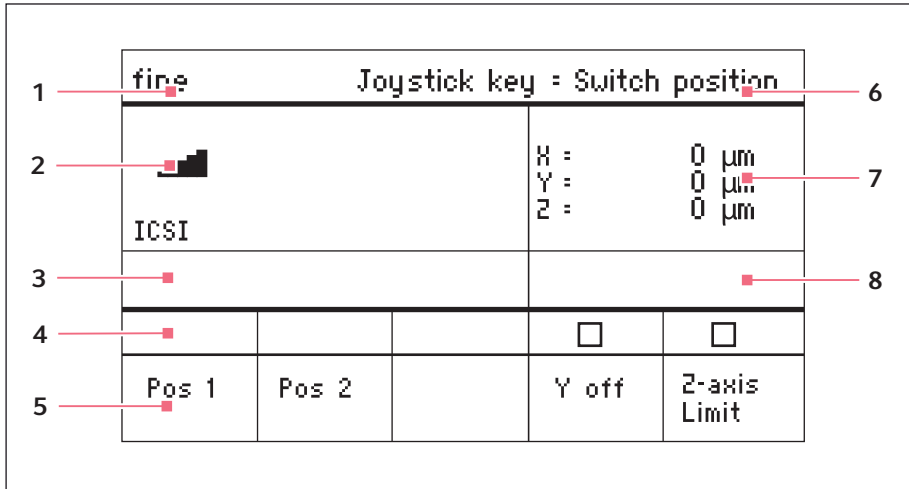 fine Joystick key = Switch position
1
6
2
X = 0 µm
Y = 0 µm
Z = 0 µm
7
ICSI
3
8
4
5
Pos 1 Pos 2 Y off Z-axis
Limit